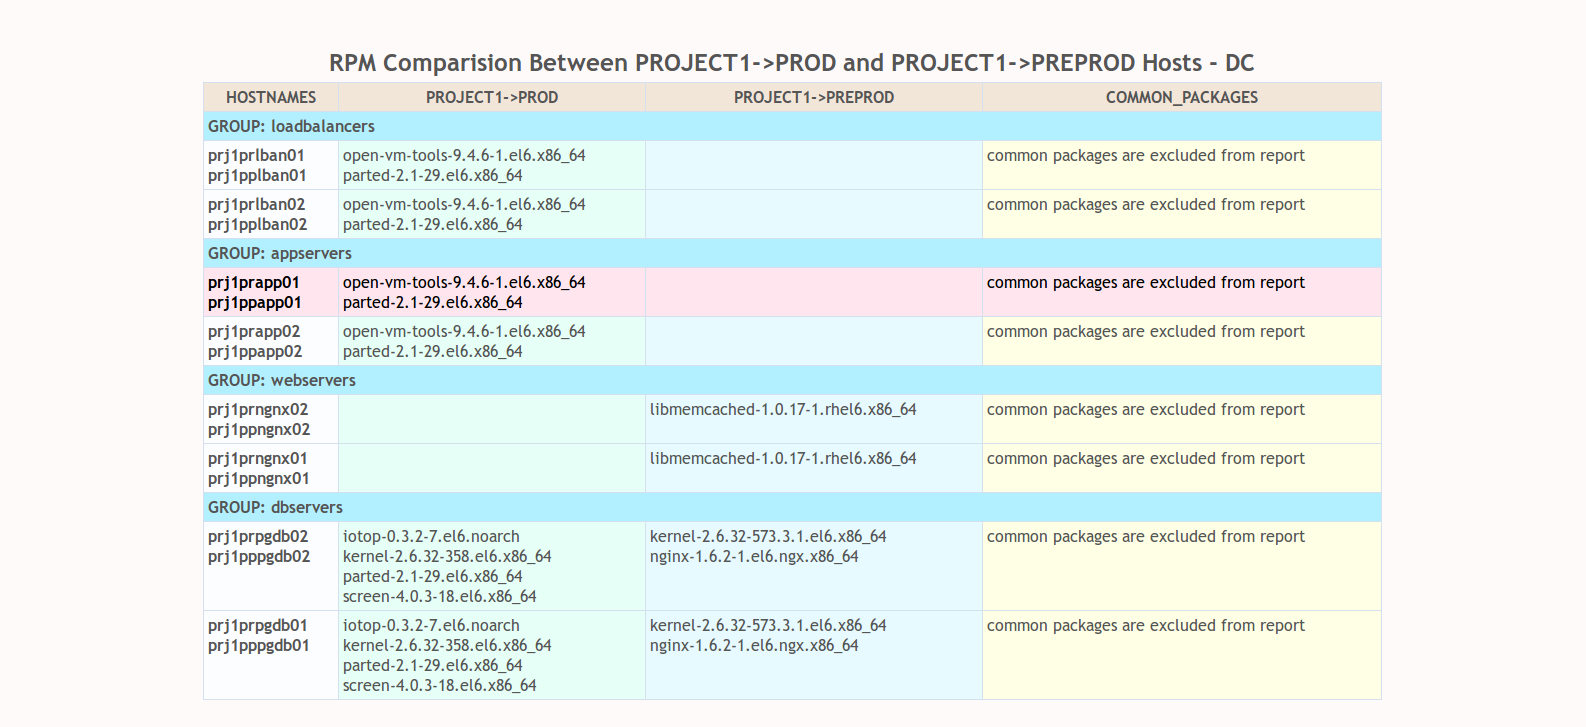 RPM Comparision Between PROJECT1->PROD and PROJECT1->PREPROD Hosts - DC
HOSTNAMES PROJECT1->PROD PROJECT1->PREPROD COMMON_PACKAGES
GROUP: loadbalancers
prj1prlban01 open-vm-tools-9.4.6-1.el6.x86_64 common packages are excluded from report
prj1pplban01 parted-2.1-29.el6.x86_64
prj1prlban02 open-vm-tools-9.4.6-1.el6.x86_64 common packages are excluded from report
prj1pplban02 parted-2.1-29.el6.x86_64
GROUP: appservers
prj1prapp01 open-vm-tools-9.4.6-1.el6.x86_64 common packages are excluded from report
prj1ppapp01 parted-2.1-29.el6.x86_64
prj1prapp02 open-vm-tools-9.4.6-1.el6.x86_64 common packages are excluded from report
prj1ppapp02 parted-2.1-29.el6.x86_64
GROUP: webservers
prj1prngnx02 libmemcached-1.0.17-1.rhel6.x86_64 common packages are excluded from report
prj1ppngnx02
prj1prngnx01 libmemcached-1.0.17-1.rhel6.x86_64 common packages are excluded from report
prj1ppngnx01
GROUP: dbservers
prj1prpgdb02 iotop-0.3.2-7.el6.noarch kernel-2.6.32-573.3.1.el6.x86_64 common packages are excluded from report
prj1pppgdb02 kernel-2.6.32-358.el6.x86_64 nginx-1.6.2-1.el6.ngx.x86_64
parted-2.1-29.el6.x86_64
screen-4.0.3-18.el6.x86_64
prj1prpgdb01 iotop-0.3.2-7.el6.noarch kernel-2.6.32-573.3.1.el6.x86_64 common packages are excluded from report
prj1pppgdb01 kernel-2.6.32-358.el6.x86_64 nginx-1.6.2-1.el6.ngx.x86_64
parted-2.1-29.el6.x86_64
screen-4.0.3-18.el6.x86_64